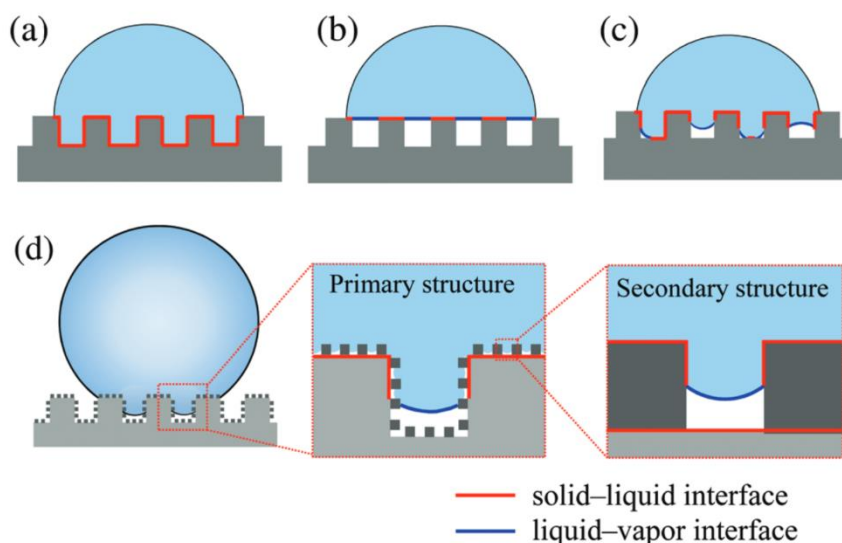 (a)
(b)
(c)
(d)
Primary structure
Secondary structure
solid–liquid interface
liquid–vapor interface